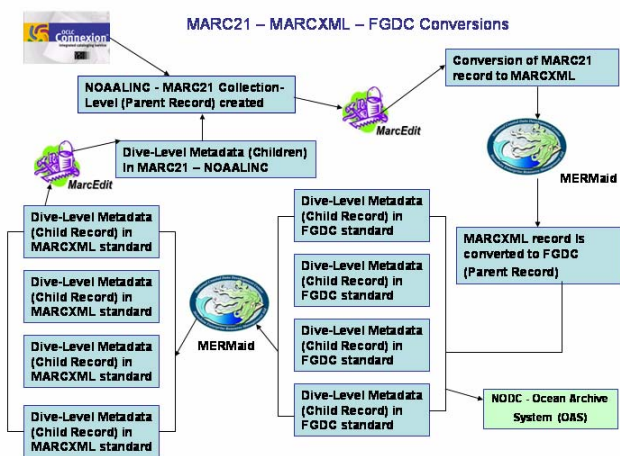 MARC21 – MARCXML – FGDC Conversions
OCLC
Connexion
NOAALINC - MARC21 Collection-
Level (Parent Record) created
MarcEdit
Conversion of MARC21
record to MARCXML
MERMaid
MARCXML record is
converted to FGDC
(Parent Record)
MarcEdit
Dive-Level Metadata (Children)
in MARC21 – NOAALINC
Dive-Level Metadata
(Child Record) in
MARCXML standard
Dive-Level Metadata
(Child Record) in
MARCXML standard
Dive-Level Metadata
(Child Record) in
MARCXML standard
Dive-Level Metadata
(Child Record) in
MARCXML standard
MERMaid
Dive-Level Metadata
(Child Record) in
FGDC standard
Dive-Level Metadata
(Child Record) in
FGDC standard
Dive-Level Metadata
(Child Record) in
FGDC standard
Dive-Level Metadata
(Child Record) in
FGDC standard
NODC - Ocean Archive
System (OAS)